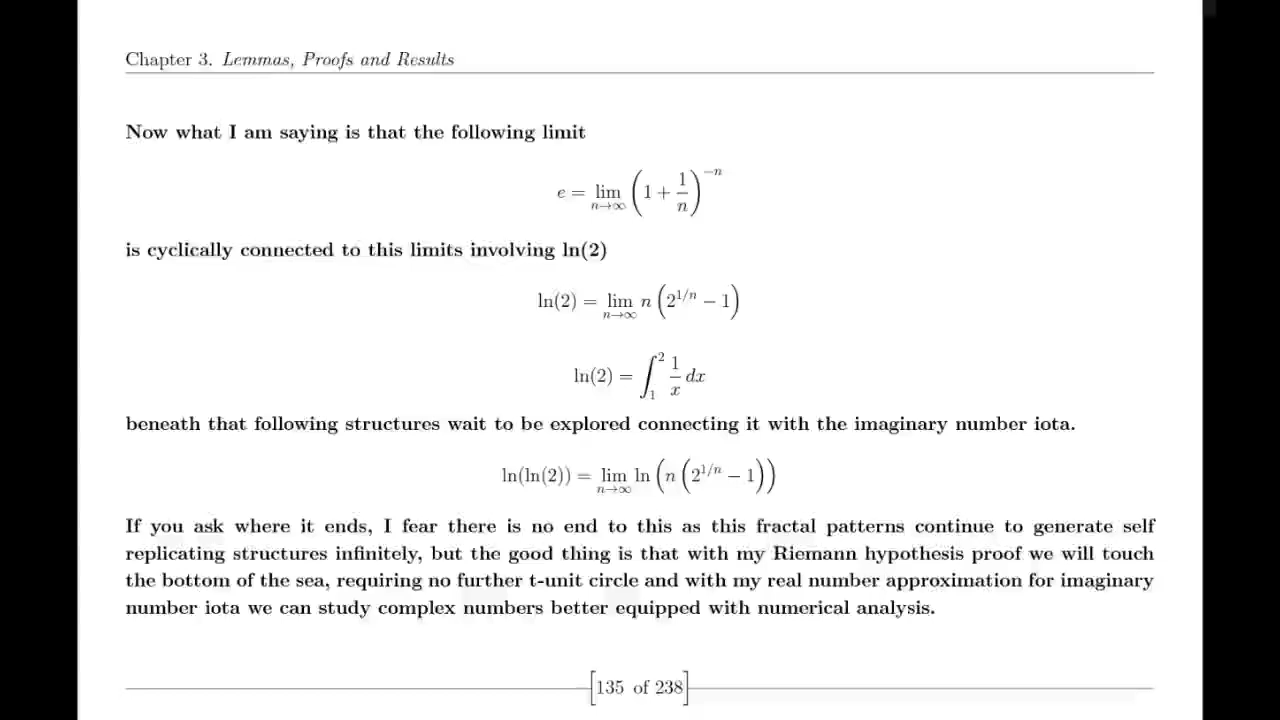 Chapter 3. Lemmas, Proofs and Results
Now what I am saying is that the following limit
e = lim_{n→∞} (1 + 1/n)^{−n}
is cyclically connected to this limits involving ln(2)
ln(2) = lim_{n→∞} n (2^{1/n} − 1)
ln(2) = ∫_1^2 1/x dx
beneath that following structures wait to be explored connecting it with the imaginary number iota.
ln(ln(2)) = lim_{n→∞} ln (n (2^{1/n} − 1))
If you ask where it ends, I fear there is no end to this as this fractal patterns continue to generate self
replicating structures infinitely, but the good thing is that with my Riemann hypothesis proof we will touch
the bottom of the sea, requiring no further t-unit circle and with my real number approximation for imaginary
number iota we can study complex numbers better equipped with numerical analysis.
[135 of 238]